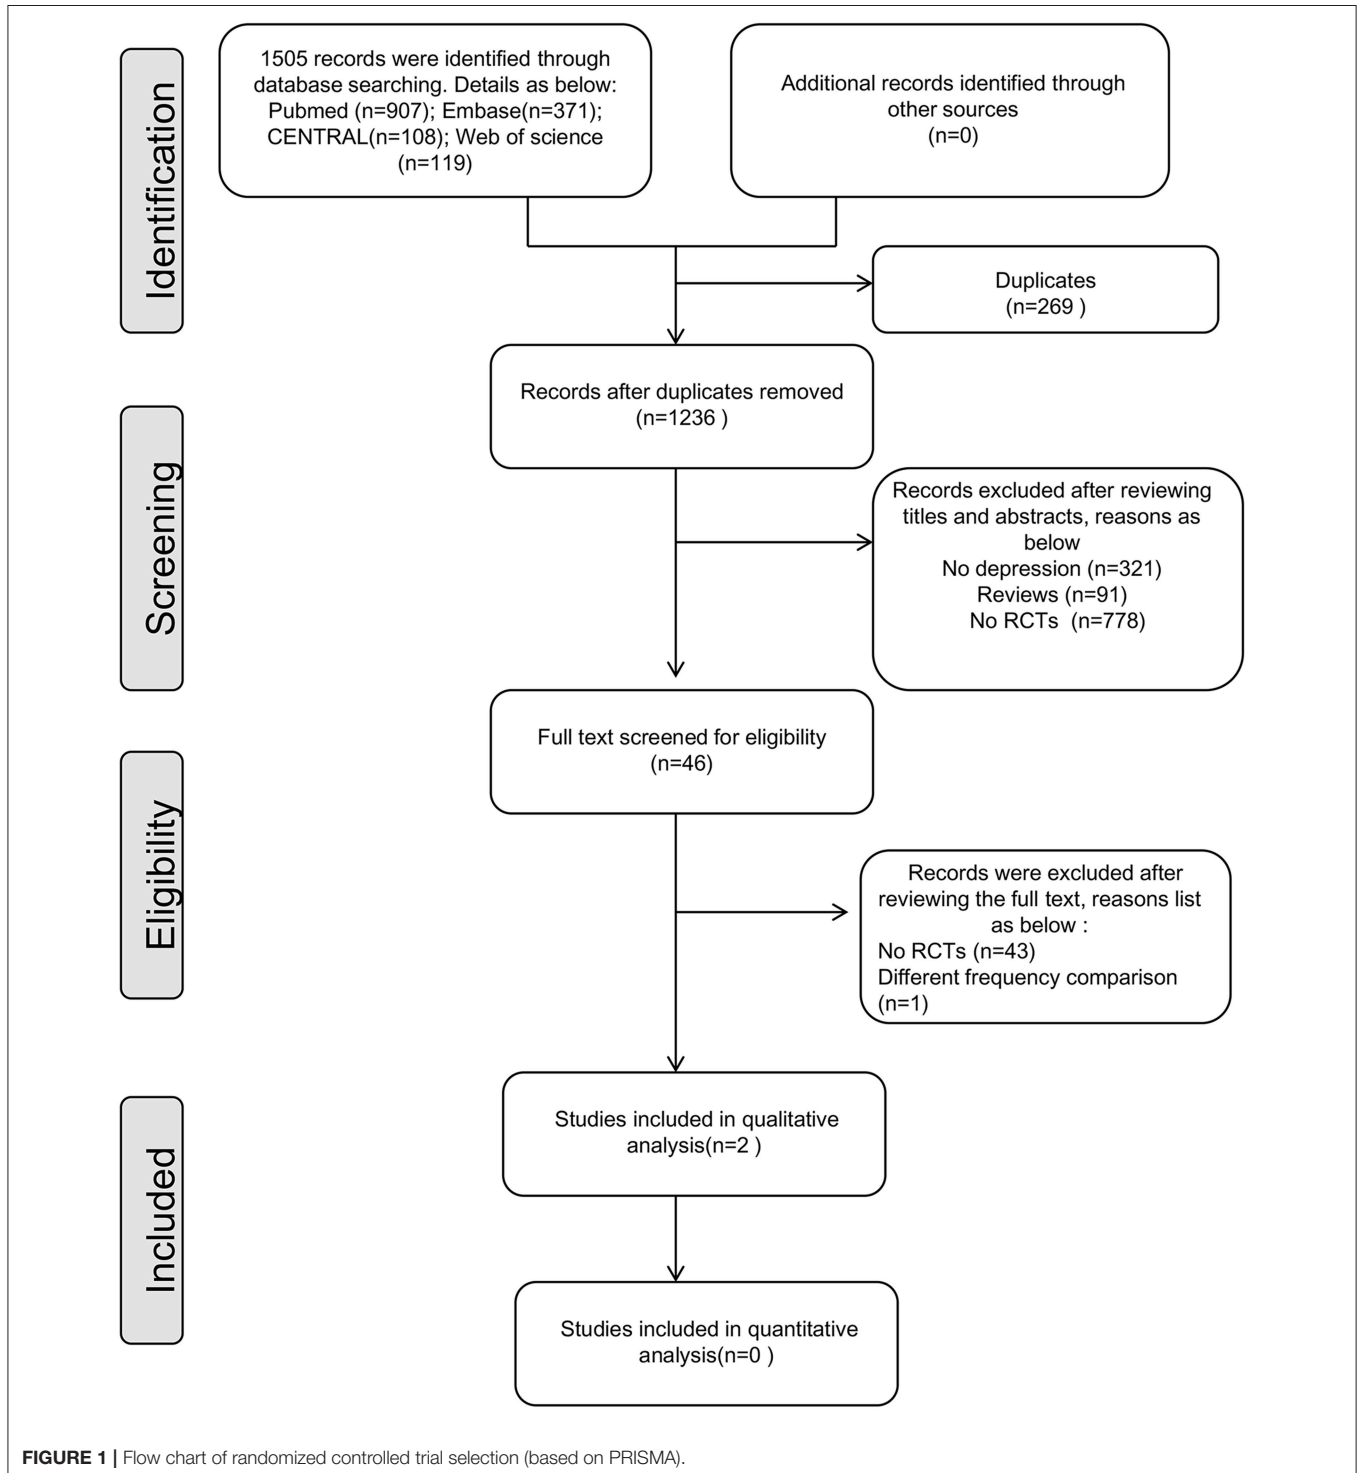 Identification
1505 records were identified through
database searching. Details as below:
Pubmed (n=907); Embase(n=371);
CENTRAL(n=108); Web of science
(n=119)
Additional records identified through
other sources
(n=0)
Duplicates
(n=269 )
Records after duplicates removed
(n=1236 )
Screening
Records excluded after reviewing
titles and abstracts, reasons as
below
No depression (n=321)
Reviews (n=91)
No RCTs (n=778)
Full text screened for eligibility
(n=46)
Eligibility
Records were excluded after
reviewing the full text, reasons list
as below :
No RCTs (n=43)
Different frequency comparison
(n=1)
Included
Studies included in qualitative
analysis(n=2 )
Studies included in quantitative
analysis(n=0 )
FIGURE 1 | Flow chart of randomized controlled trial selection (based on PRISMA).